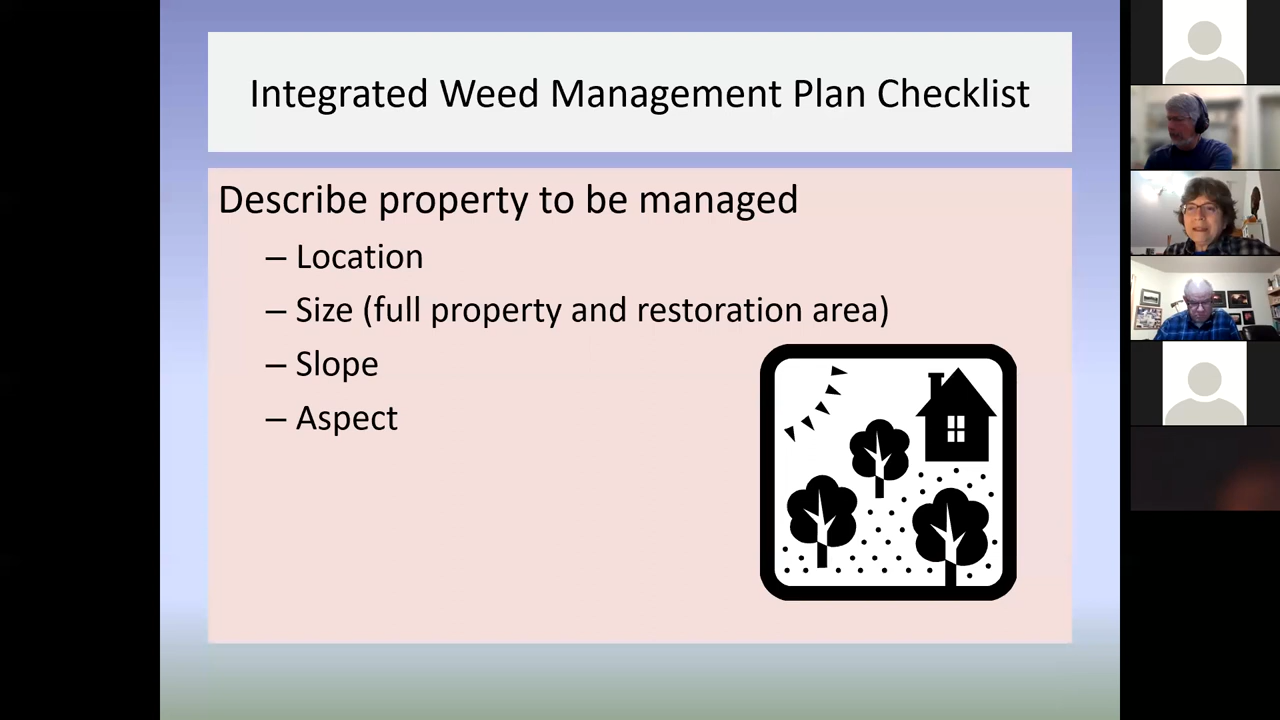 Integrated Weed Management Plan Checklist
Describe property to be managed
– Location
– Size (full property and restoration area)
– Slope
– Aspect